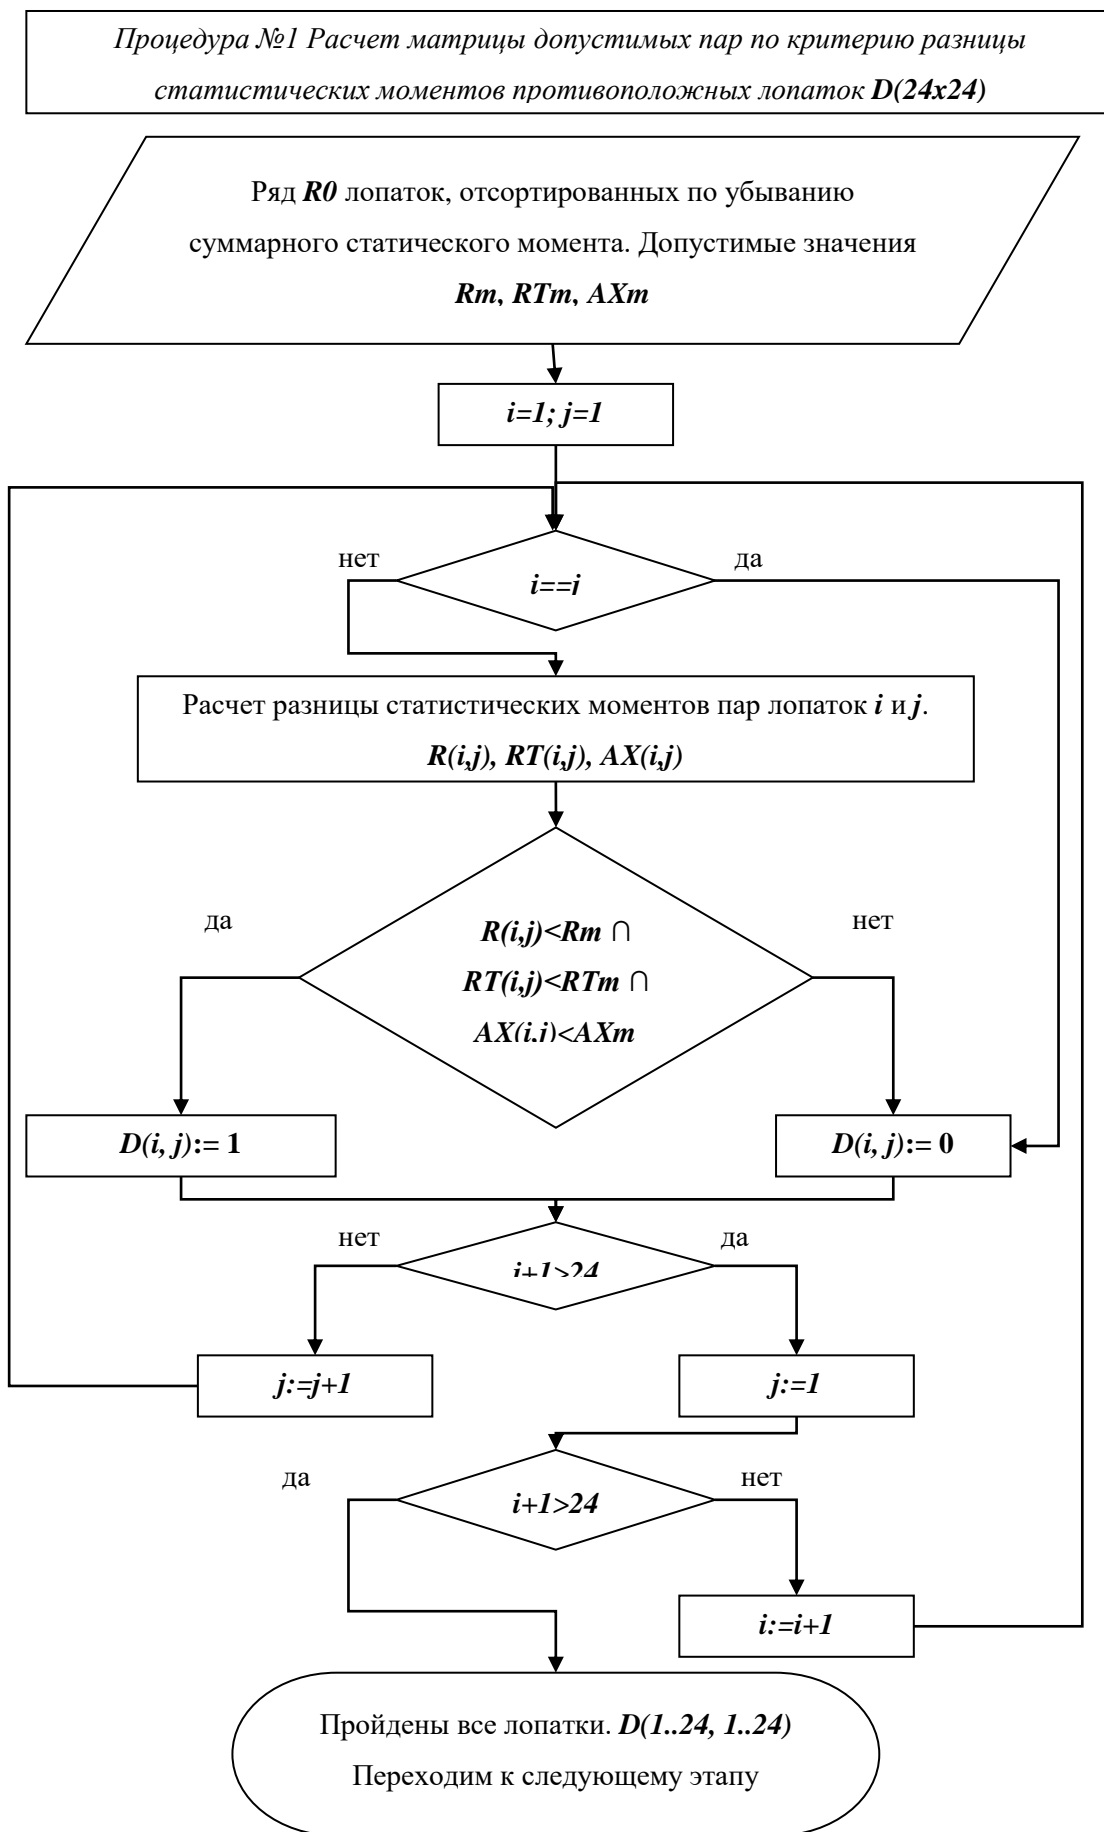 Процедура №1 Расчет матрицы допустимых пар по критерию разницы
статистических моментов противоположных лопаток D(24x24)
Ряд R0 лопаток, отсортированных по убыванию
суммарного статического момента. Допустимые значения
Rm, RTm, AXm
i=1; j=1
нет
да
i==j
Расчет разницы статистических моментов пар лопаток i и j.
R(i,j), RT(i,j), AX(i,j)
да
нет
R(i,j)<Rm ∩
RT(i,j)<RTm ∩
AX(i,j)<AXm
D(i, j):= 1
D(i, j):= 0
нет
да
j+1>24
j:=j+1
j:=1
да
нет
i+1>24
i:=i+1
Пройдены все лопатки. D(1..24, 1..24)
Переходим к следующему этапу